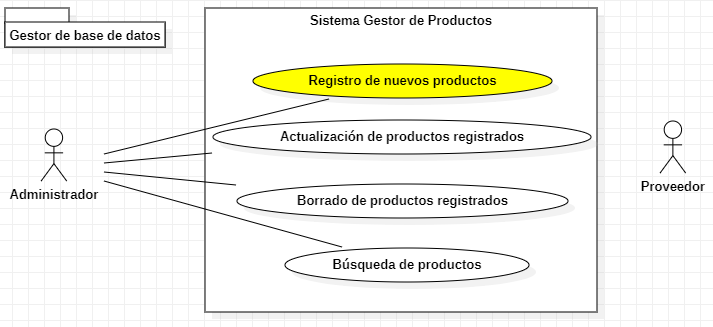 Sistema Gestor de Productos
Gestor de base de datos
Registro de nuevos productos
Actualización de productos registrados
Administrador
Proveedor
Borrado de productos registrados
Búsqueda de productos